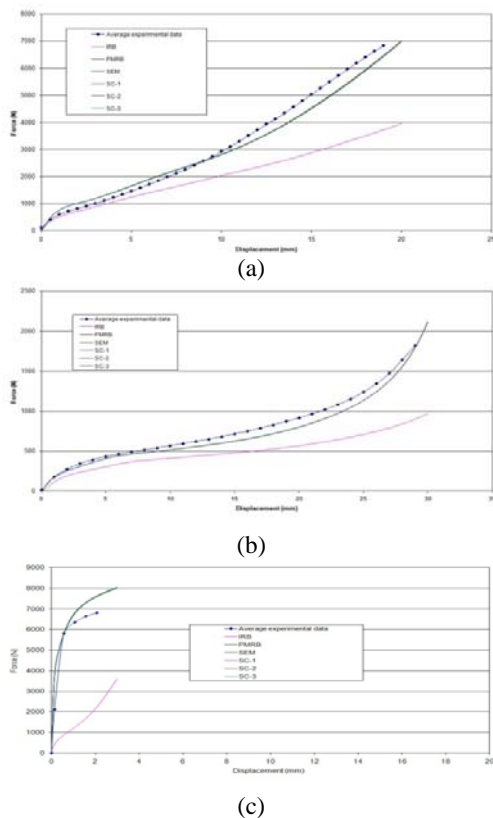 8000
7000
6000
5000
4000
3000
2000
1000
0
Force (N)
Average experimental data
IRB
PMRB
SEM
SC-1
SC-2
SC-3
0 5 10 15 20 25
Displacement (mm)
(a)
2500
2000
1500
1000
500
0
Force (N)
Average experimental data
IRB
PMRB
SEM
SC-1
SC-2
SC-3
0 5 10 15 20 25 30 35
Displacement (mm)
(b)
9000
8000
7000
6000
5000
4000
3000
2000
1000
0
Force (N)
Average experimental data
IRB
PMRB
SEM
SC-1
SC-2
SC-3
0 2 4 6 8 10 12 14 16 18 20
Displacement (mm)
(c)